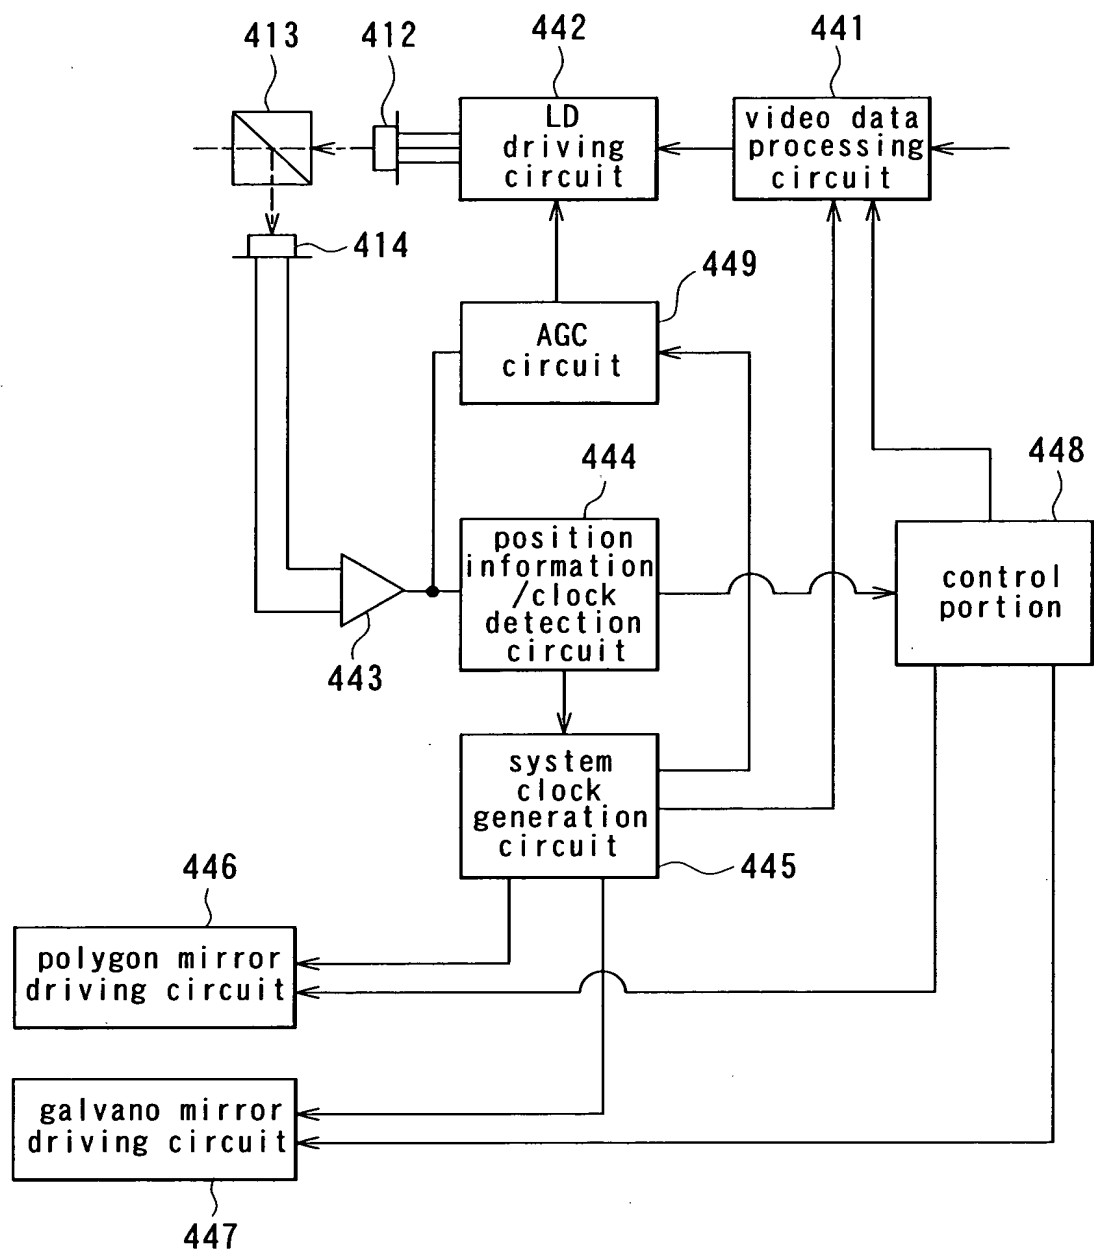 413
412
442
441
LD
driving
circuit
video data
processing
circuit
414
449
AGC
circuit
444
448
position
information
/clock
detection
circuit
control
portion
443
system
clock
generation
circuit
445
446
polygon mirror
driving circuit
galvano mirror
driving circuit
447